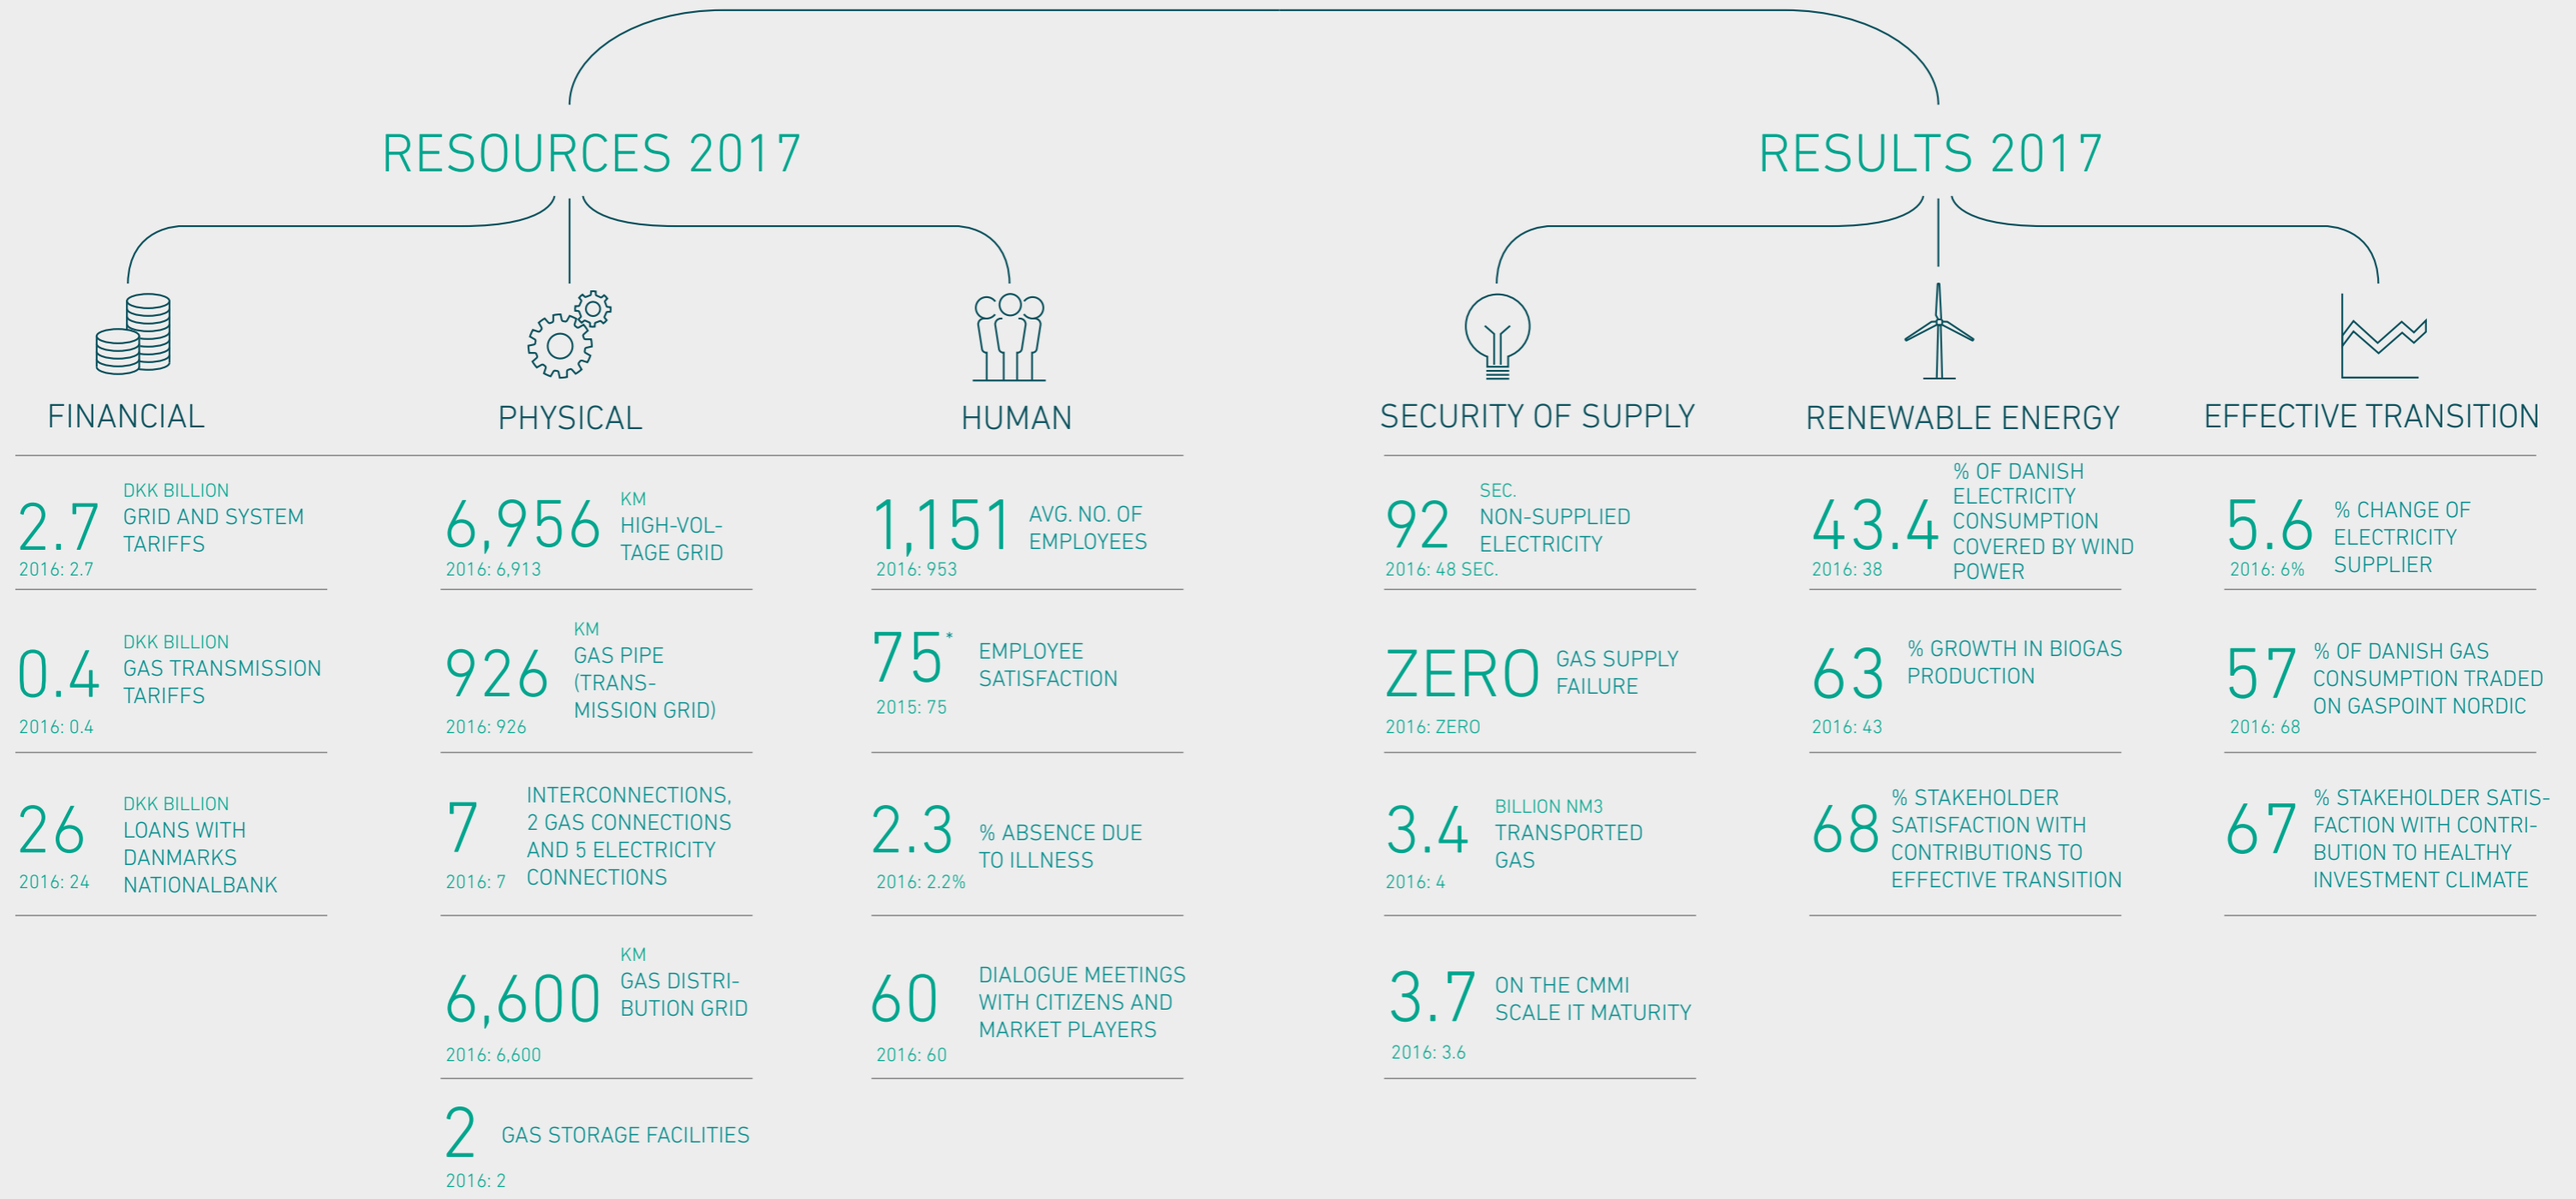 RESOURCES 2017
FINANCIAL
2.7
DKK BILLION
GRID AND SYSTEM
TARIFFS
2016: 2.7
0.4
DKK BILLION
GAS TRANSMISSION
TARIFFS
2016: 0.4
26
DKK BILLION
LOANS WITH
DANMARKS
NATIONALBANK
2016: 24
PHYSICAL
6,956
KM
HIGH-VOL-
TAGE GRID
2016: 6,913
926
KM
GAS PIPE
(TRANS-
MISSION GRID)
2016: 926
7
INTERCONNECTIONS,
2 GAS CONNECTIONS
AND 5 ELECTRICITY
CONNECTIONS
2016: 7
6,600
KM
GAS DISTRI-
BUTION GRID
2016: 6,600
2
GAS STORAGE FACILITIES
2016: 2
HUMAN
1,151
AVG. NO. OF
EMPLOYEES
2016: 953
75*
EMPLOYEE
SATISFACTION
2015: 75
2.3
% ABSENCE DUE
TO ILLNESS
2016: 2.2%
60
DIALOGUE MEETINGS
WITH CITIZENS AND
MARKET PLAYERS
2016: 60
RESULTS 2017
SECURITY OF SUPPLY
92
SEC.
NON-SUPPLIED
ELECTRICITY
2016: 48 SEC.
ZERO
GAS SUPPLY
FAILURE
2016: ZERO
3.4
BILLION NM3
TRANSPORTED
GAS
2016: 4
3.7
ON THE CMMI
SCALE IT MATURITY
2016: 3.6
RENEWABLE ENERGY
43.4
% OF DANISH
ELECTRICITY
CONSUMPTION
COVERED BY WIND
POWER
2016: 38
63
% GROWTH IN BIOGAS
PRODUCTION
2016: 43
68
% STAKEHOLDER
SATISFACTION WITH
CONTRIBUTIONS TO
EFFECTIVE TRANSITION
EFFECTIVE TRANSITION
5.6
% CHANGE OF
ELECTRICITY
SUPPLIER
2016: 6%
57
% OF DANISH GAS
CONSUMPTION TRADED
ON GASPOINT NORDIC
2016: 68
67
% STAKEHOLDER SATIS-
FACTION WITH CONTRI-
BUTION TO HEALTHY
INVESTMENT CLIMATE